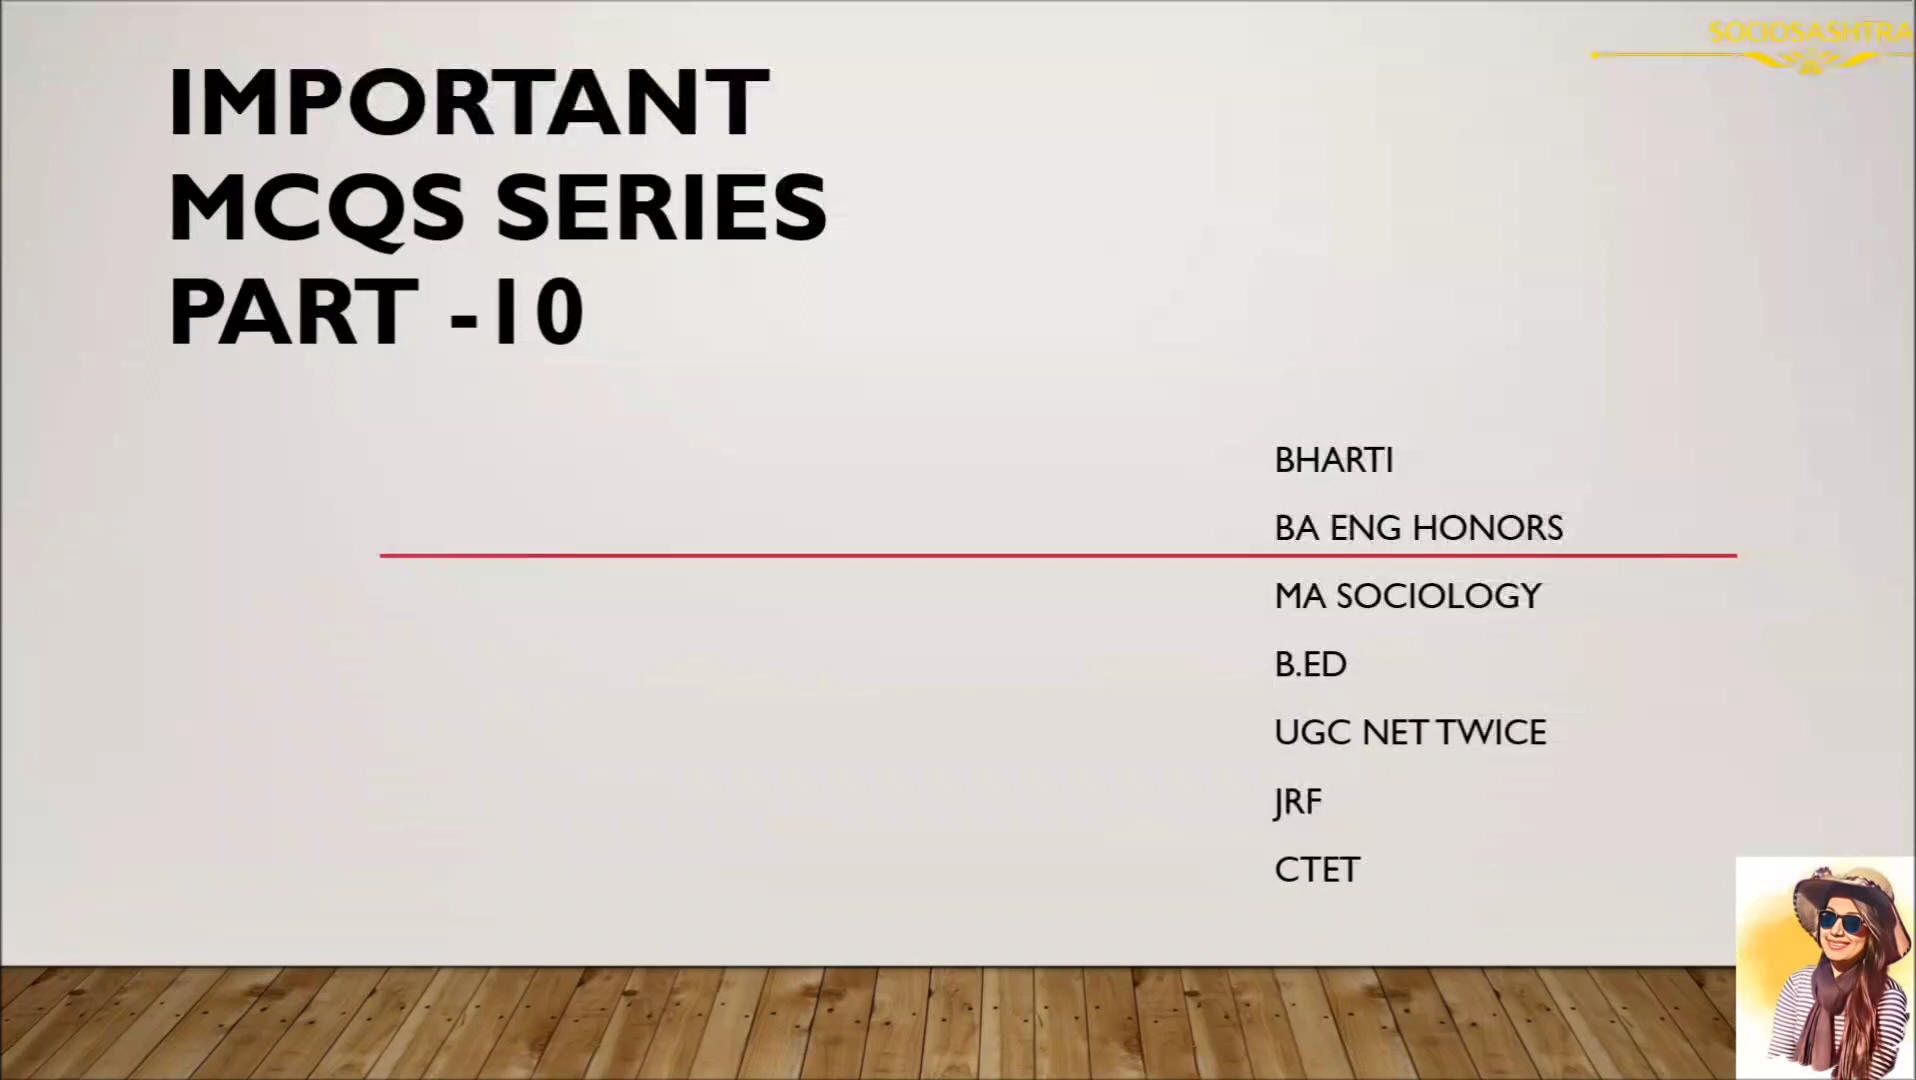 SOCIOSASHTRA
IMPORTANT
MCQS SERIES
PART -10
BHARTI
BA ENG HONORS
MA SOCIOLOGY
B.ED
UGC NET TWICE
JRF
CTET